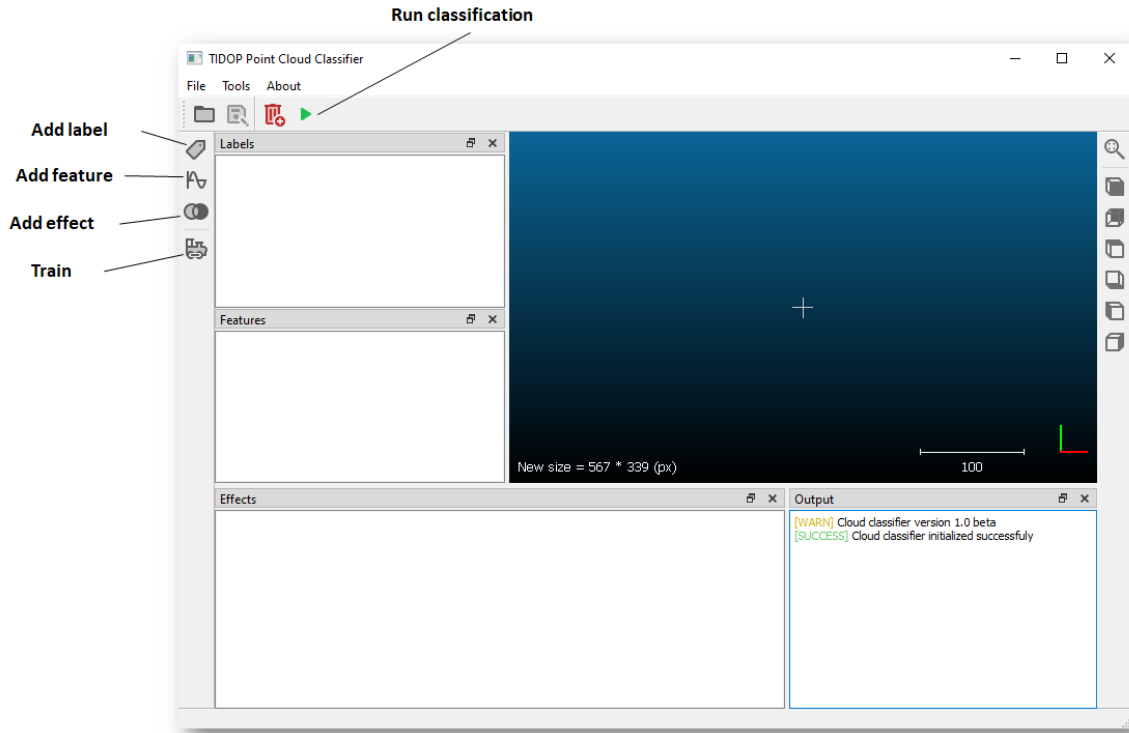 Run classification
TIDOP Point Cloud Classifier
File Tools About
Add label
Add feature
Add effect
Train
Labels
Features
New size = 567 * 339 (px)
100
Effects
Output
[WARN] Cloud classifier version 1.0 beta
[SUCCESS] Cloud classifier initialized successfuly